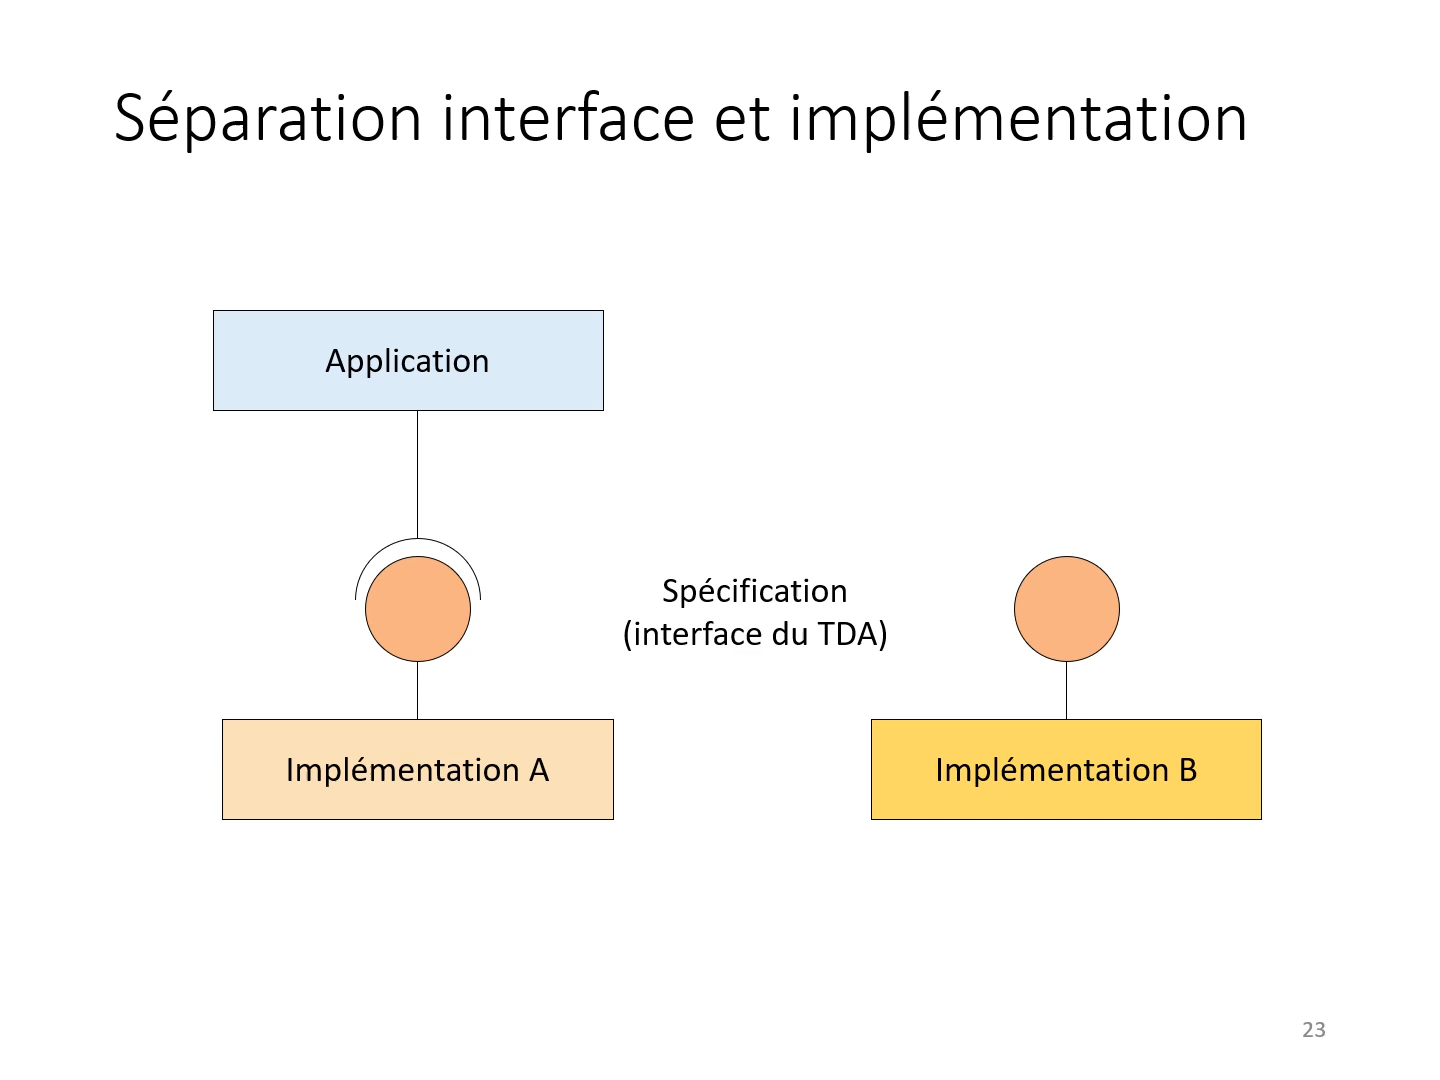 Séparation interface et implémentation
Application
Spécification
(interface du TDA)
Implémentation A
Implémentation B
23